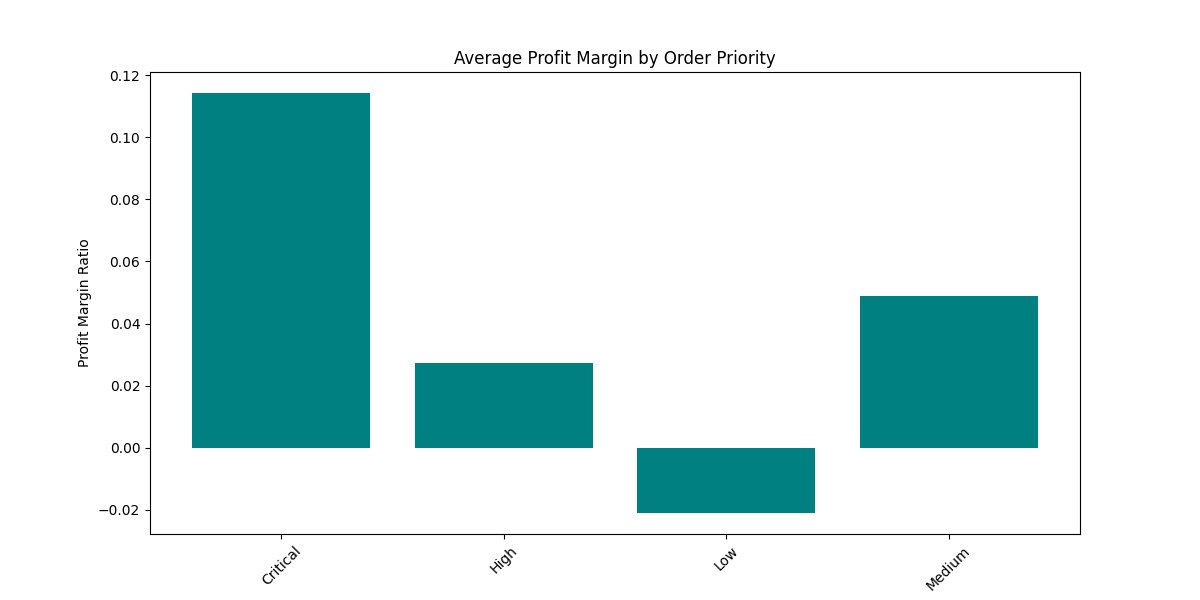 Average Profit Margin by Order Priority
Profit Margin Ratio
0.12
0.10
0.08
0.06
0.04
0.02
0.00
−0.02
Critical
High
Low
Medium